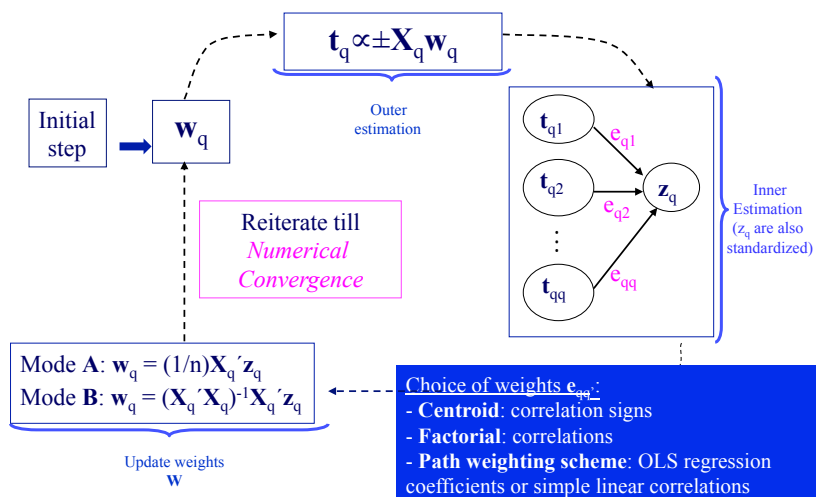 t_q ∝ ± X_q w_q
Outer
estimation
Initial
step
w_q
t_q1
e_q1
t_q2
e_q2
z_q
⋮
t_qq
e_qq
Inner
Estimation
(z_q are also
standardized)
Reiterate till
Numerical
Convergence
Mode A: w_q = (1/n)X_q´z_q
Mode B: w_q = (X_q´X_q)^-1X_q´z_q
Update weights
w
Choice of weights e_qq':
- Centroid: correlation signs
- Factorial: correlations
- Path weighting scheme: OLS regression
coefficients or simple linear correlations